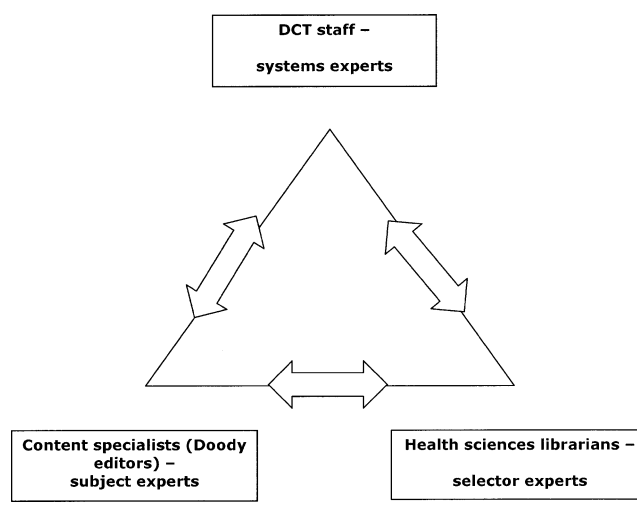 DCT staff –
systems experts
Content specialists (Doody
editors) –
subject experts
Health sciences librarians –
selector experts